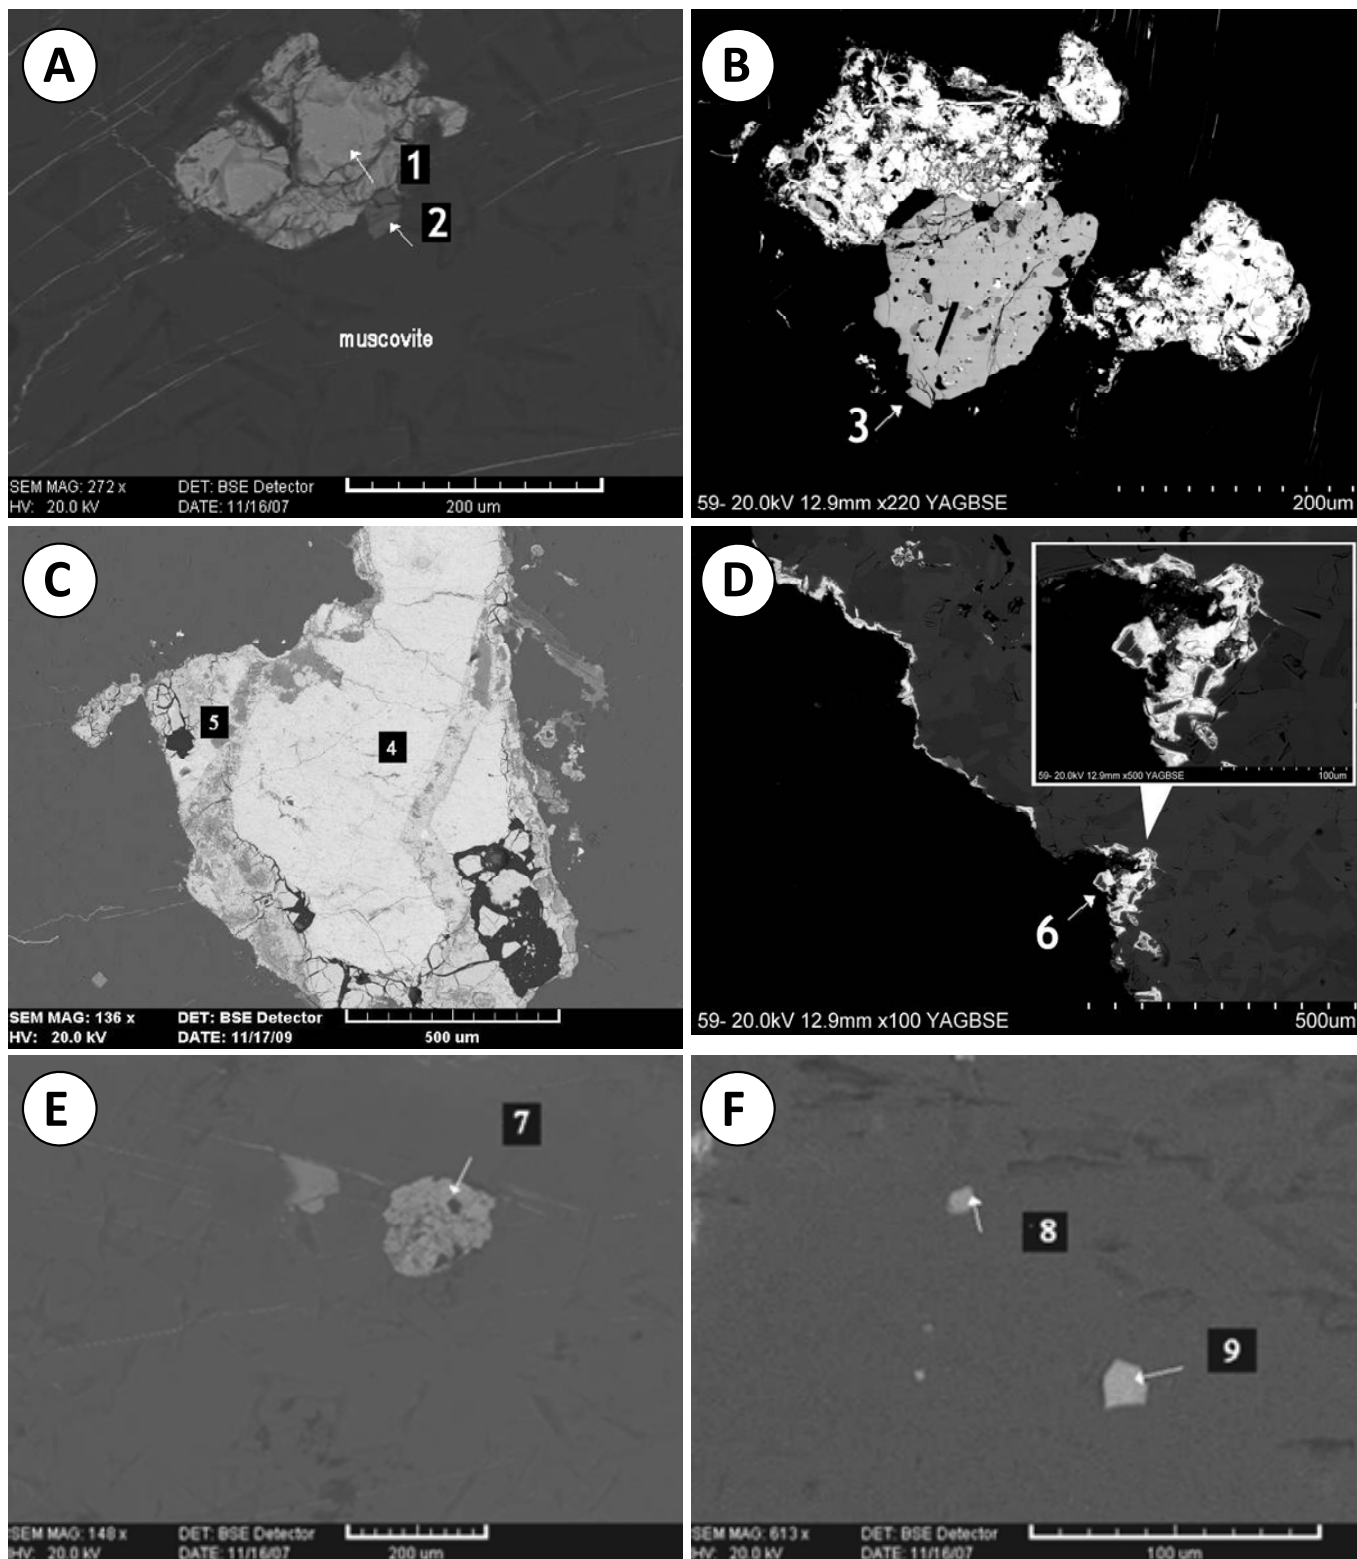 A
1
2
muscovite
SEM MAG: 272 x DET: BSE Detector
HV: 20.0 kV DATE: 11/16/07 200 um
B
3
59- 20.0kV 12.9mm x220 YAGBSE 200um
C
5
4
SEM MAG: 136 x DET: BSE Detector
HV: 20.0 kV DATE: 11/17/09 500 um
D
59- 20.0kV 12.9mm x500 YAGBSE 100um
6
59- 20.0kV 12.9mm x100 YAGBSE 500um
E
7
SEM MAG: 148 x DET: BSE Detector
HV: 20.0 kV DATE: 11/16/07 200 um
F
8
9
SEM MAG: 613 x DET: BSE Detector
HV: 20.0 kV DATE: 11/16/07 100 um